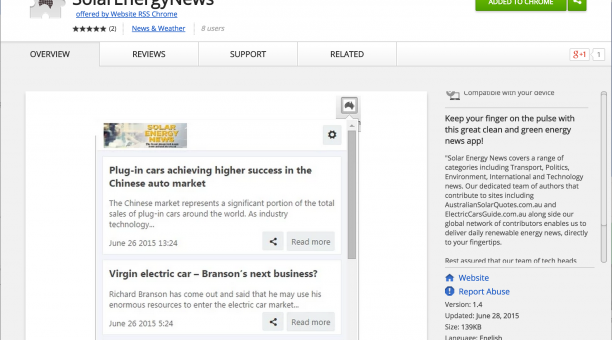 SolarEnergyNews
offered by Website RSS Chrome
(2)
News & Weather
8 users
ADDED TO CHROME
OVERVIEW
REVIEWS
SUPPORT
RELATED
g+1
1
SOLAR
ENERGY
NEWS
Plug-in cars achieving higher success in the
Chinese auto market
The Chinese market represents a significant portion of the total
sales of plug-in cars around the world. As industry
technology...
June 26 2015 13:24
Read more
Virgin electric car – Branson's next business?
Richard Branson has come out and said that he may use his
enormous resources to enter the electric car market...
June 26 2015 5:24
Read more
Compatible with your device
Keep your finger on the pulse with
this great clean and green energy
news app!
"Solar Energy News covers a range of
categories including Transport, Politics,
Environment, International and Technology
news. Our dedicated team of authors that
contribute to sites including
AustralianSolarQuotes.com.au and
ElectricCarsGuide.com.au along side our
global network of contributors enables us to
deliver daily renewable energy news, directly
to your fingertips.
Rest assured that our team of tech heads
Website
Report Abuse
Version: 1.4
Updated: June 28, 2015
Size: 139KB
Language: English